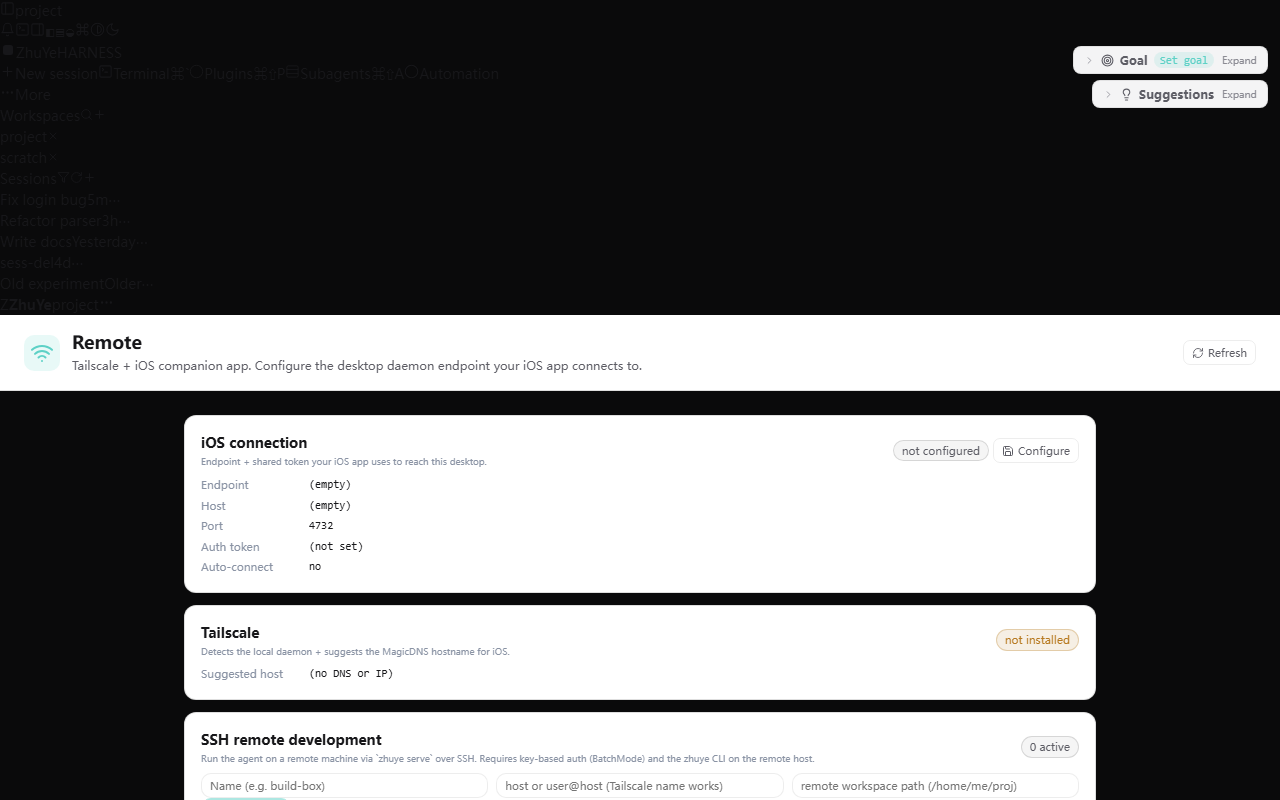 project
ZhuYeHARNESS
New session Terminal⌘ Plugins⌘⇧P Subagents⌘⇧A Automation
More
Workspaces
project
scratch
Sessions
Fix login bug5m
Refactor parser3h
Write docsYesterday
sess-del4d
Old experimentOlder
ZZhuYeproject
Goal Set goal Expand
Suggestions Expand
Remote
Tailscale + iOS companion app. Configure the desktop daemon endpoint your iOS app connects to.
Refresh
iOS connection
Endpoint + shared token your iOS app uses to reach this desktop.
not configured Configure
Endpoint (empty)
Host (empty)
Port 4732
Auth token (not set)
Auto-connect no
Tailscale
Detects the local daemon + suggests the MagicDNS hostname for iOS.
not installed
Suggested host (no DNS or IP)
SSH remote development
Run the agent on a remote machine via `zhuye serve` over SSH. Requires key-based auth (BatchMode) and the zhuye CLI on the remote host.
0 active
Name (e.g. build-box) host or user@host (Tailscale name works) remote workspace path (/home/me/proj)